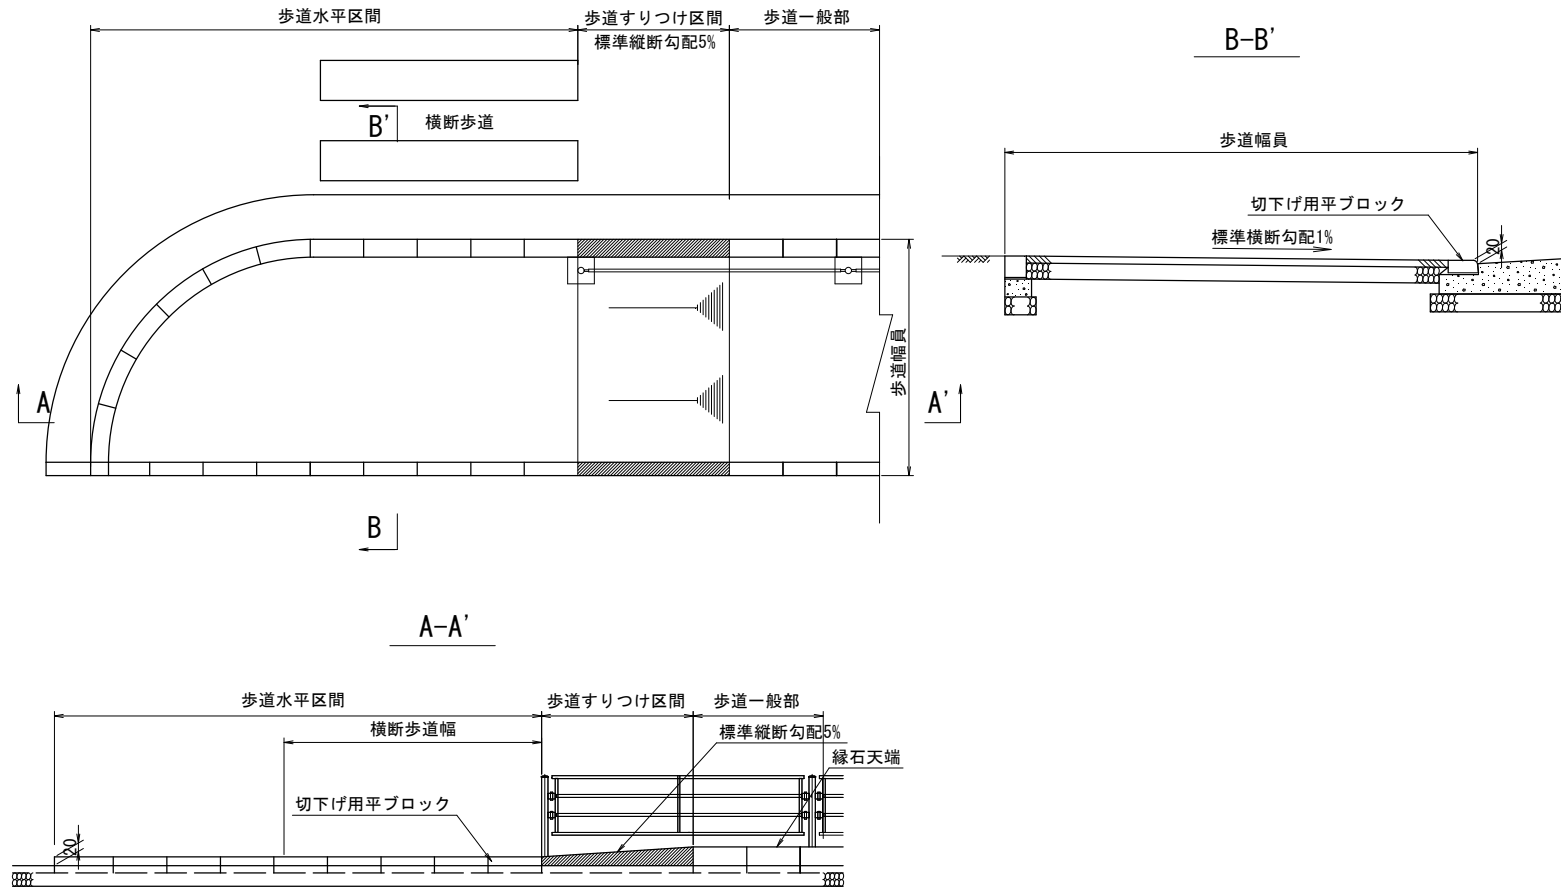 歩道水平区間
歩道すりつけ区間
歩道一般部
標準縦断勾配5%
B'
横断歩道
歩道幅員
A
A'
B
B-B'
歩道幅員
切下げ用平ブロック
標準横断勾配1%
20
A-A'
歩道水平区間
歩道すりつけ区間
歩道一般部
横断歩道幅
標準縦断勾配5%
縁石天端
切下げ用平ブロック
20